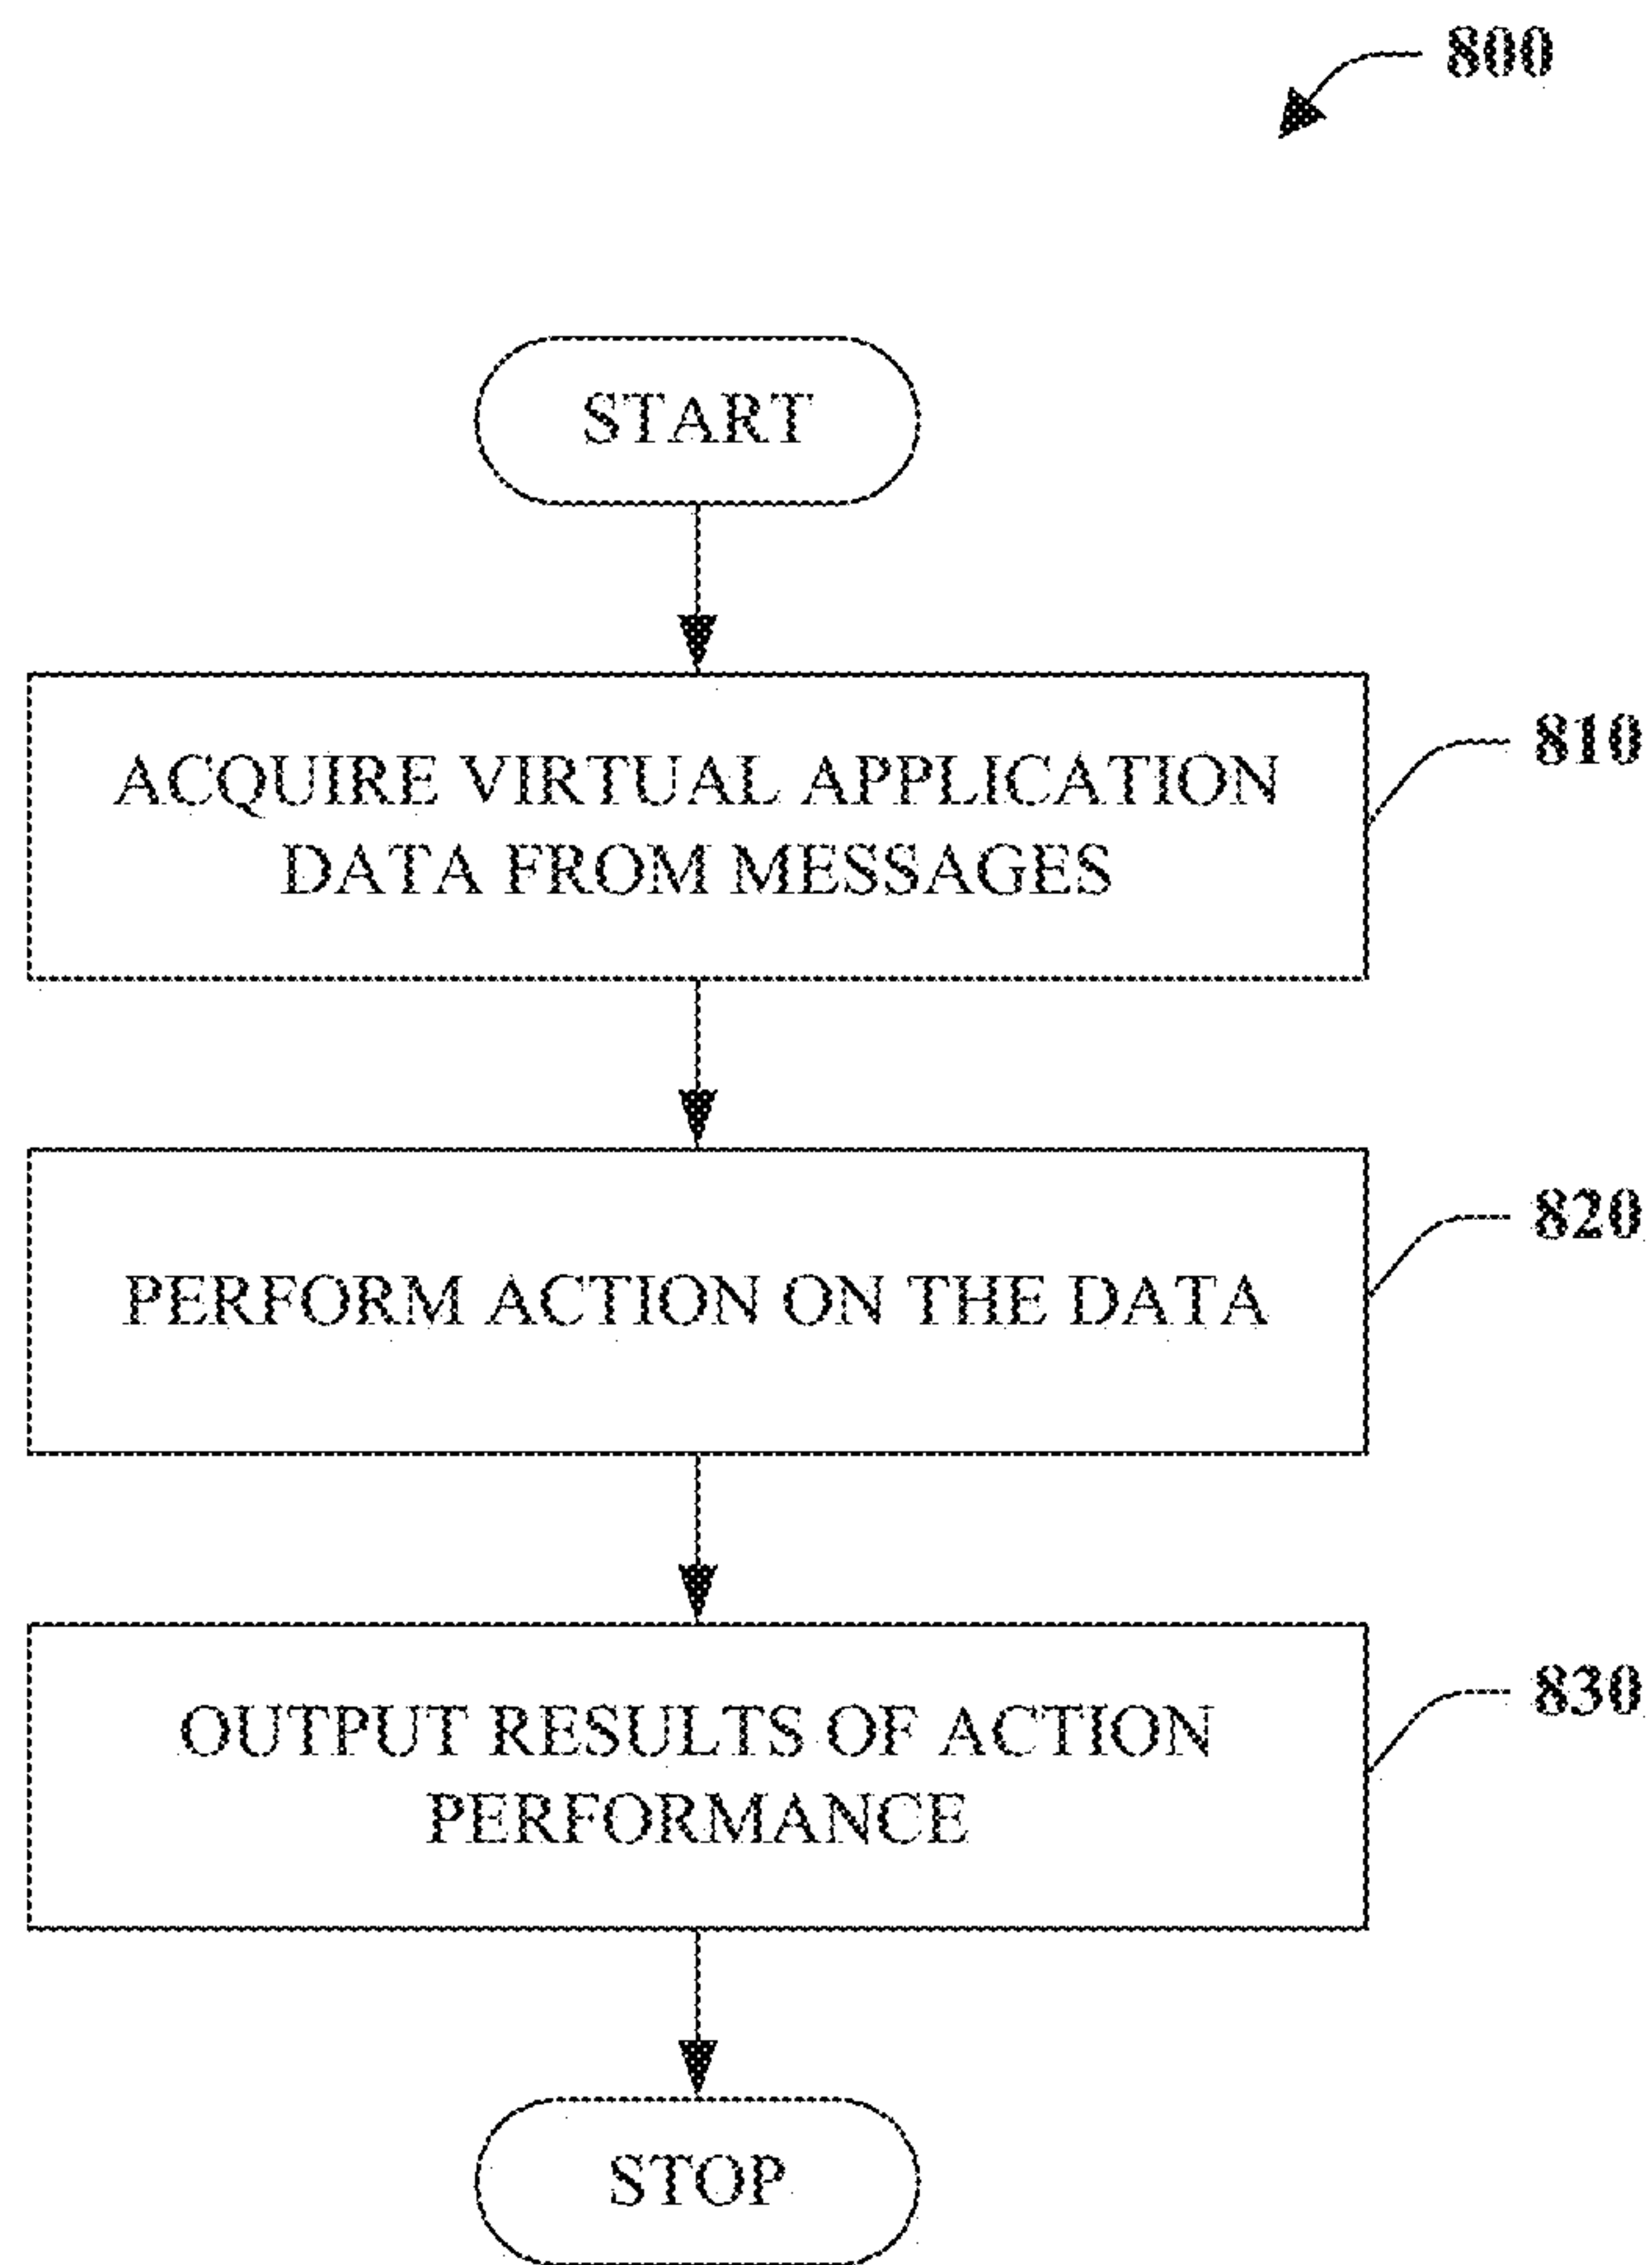 800
START
ACQUIRE VIRTUAL APPLICATION
DATA FROM MESSAGES
810
PERFORM ACTION ON THE DATA
820
OUTPUT RESULTS OF ACTION
PERFORMANCE
830
STOP